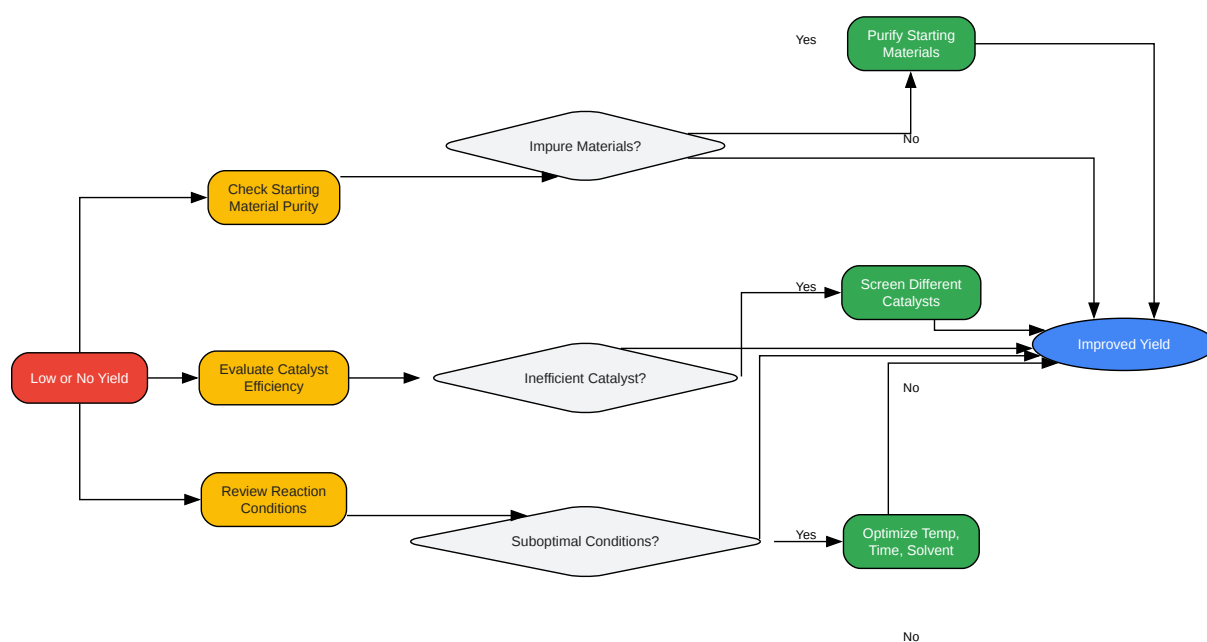 Yes
Purify Starting
Materials
No
Impure Materials?
Check Starting
Material Purity
Yes
Screen Different
Catalysts
Improved Yield
Low or No Yield
Evaluate Catalyst
Efficiency
Inefficient Catalyst?
No
Review Reaction
Conditions
Suboptimal Conditions?
Yes
Optimize Temp,
Time, Solvent
No